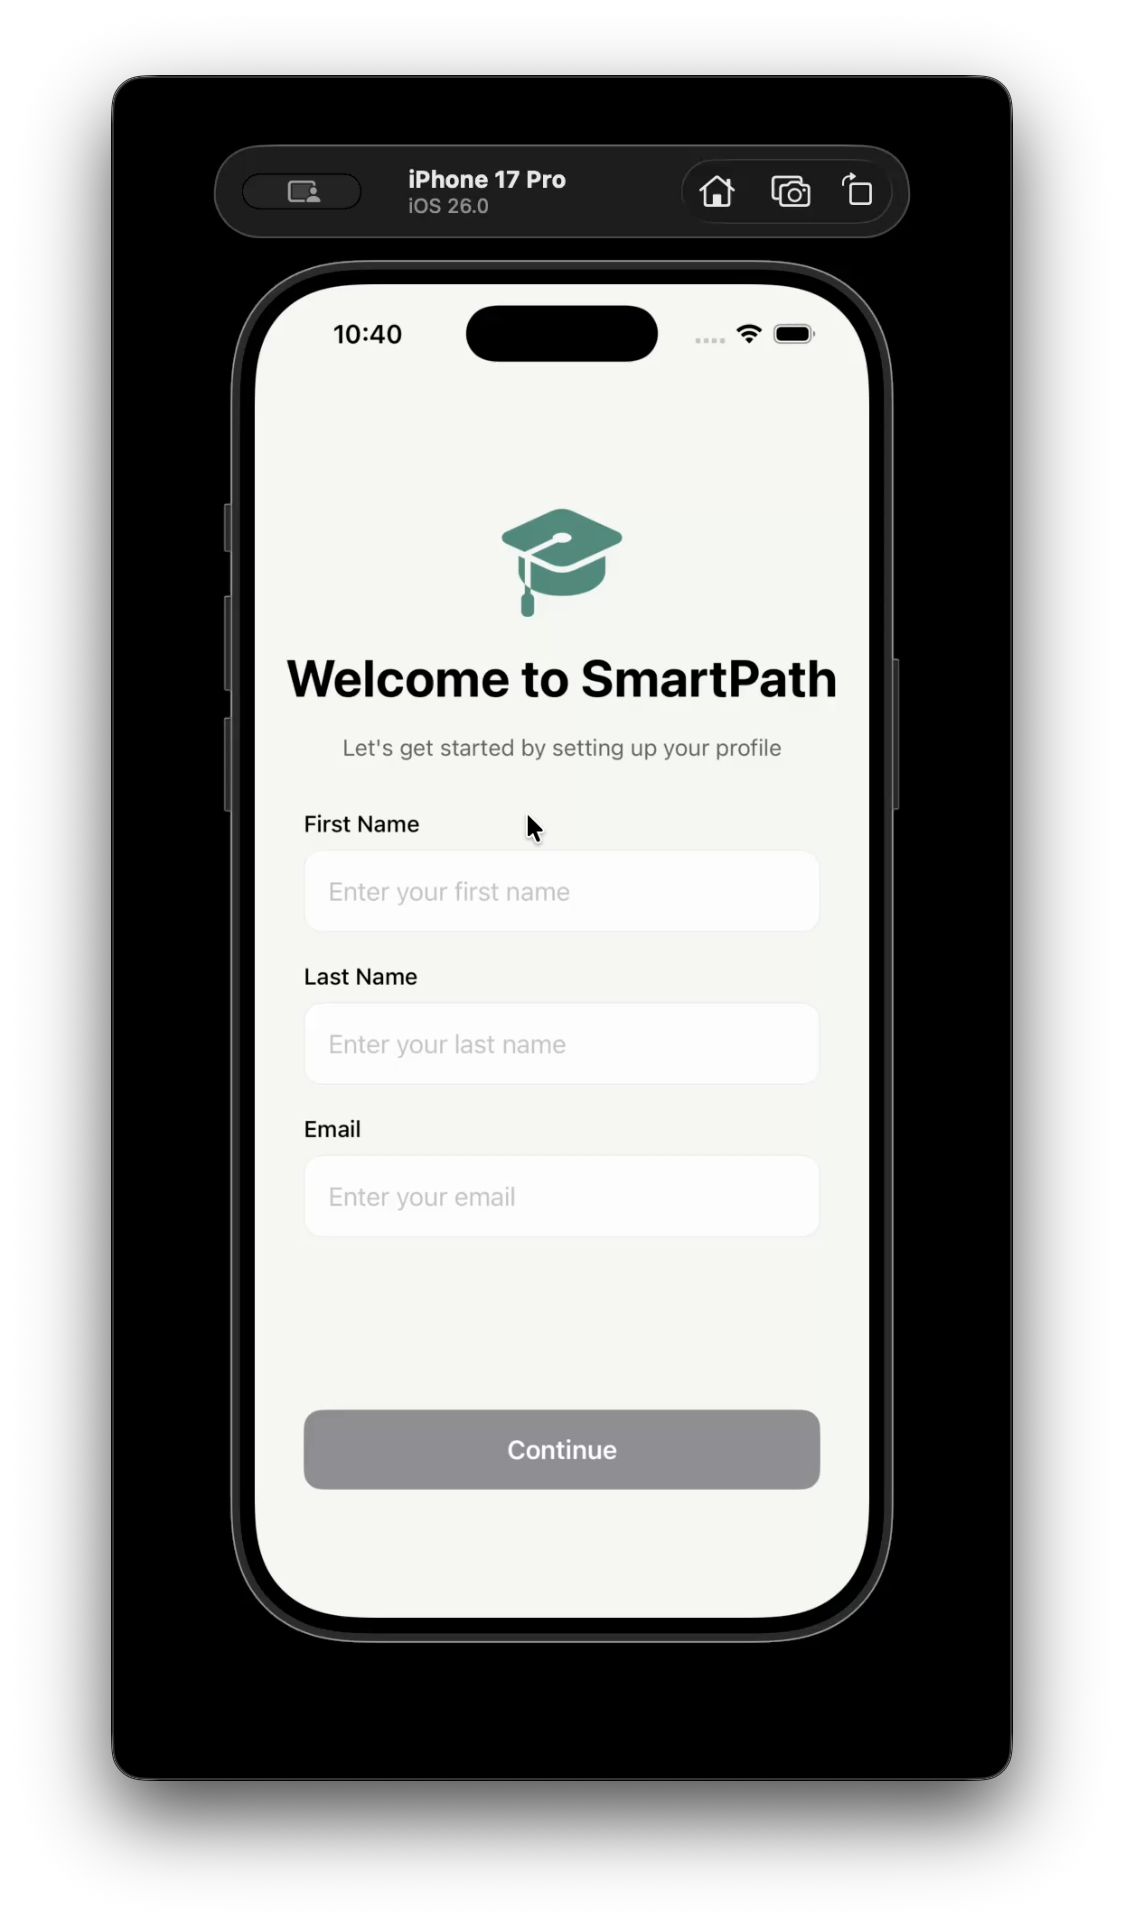 iPhone 17 Pro
iOS 26.0
10:40
Welcome to SmartPath
Let's get started by setting up your profile
First Name
Enter your first name
Last Name
Enter your last name
Email
Enter your email
Continue